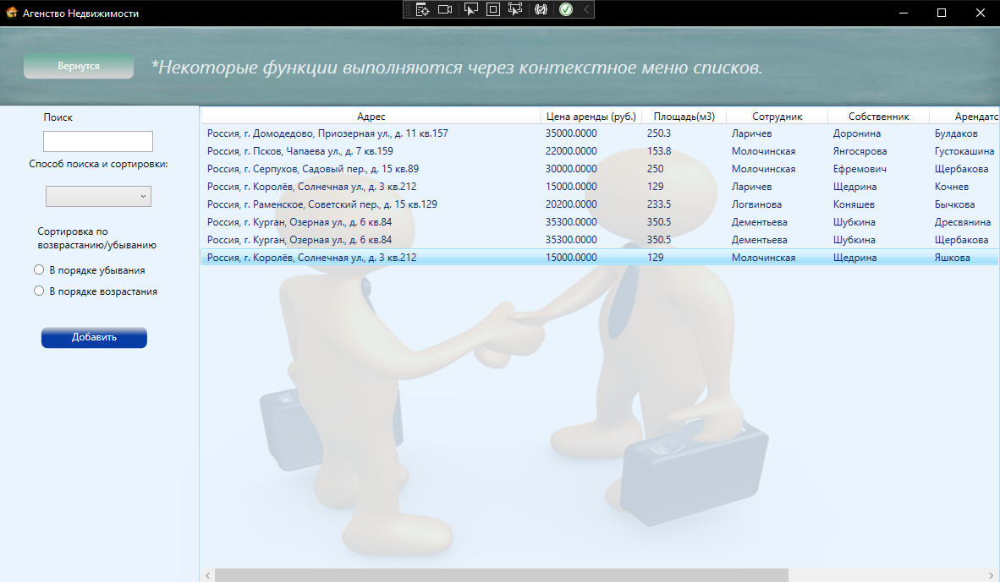 Агенство Недвижимости
Вернутся
*Некоторые функции выполняются через контекстное меню списков.
Поиск
Способ поиска и сортировки:
Сортировка по
возврастанию/убыванию
В порядке убывания
В порядке возрастания
Добавить
Адрес Цена аренды (руб.) Площадь(м3) Сотрудник Собственник Арендатс
Россия, г. Домодедово, Приозерная ул., д. 11 кв.157 35000.0000 250.3 Ларичев Доронина Булдаков
Россия, г. Псков, Чапаева ул., д. 7 кв.159 22000.0000 153.8 Молочинская Янгосярова Густокашина
Россия, г. Серпухов, Садовый пер., д. 15 кв.89 30000.0000 250 Молочинская Ефремович Щербакова
Россия, г. Королёв, Солнечная ул., д. 3 кв.212 15000.0000 129 Ларичев Щедрина Кочнев
Россия, г. Раменское, Советский пер., д. 15 кв.129 20200.0000 233.5 Логвинова Коняшев Бычкова
Россия, г. Курган, Озерная ул., д. 6 кв.84 35300.0000 350.5 Дементьева Шубкина Дресвянина
Россия, г. Курган, Озерная ул., д. 6 кв.84 35300.0000 350.5 Дементьева Шубкина Щербакова
Россия, г. Королёв, Солнечная ул., д. 3 кв.212 15000.0000 129 Молочинская Щедрина Яшкова